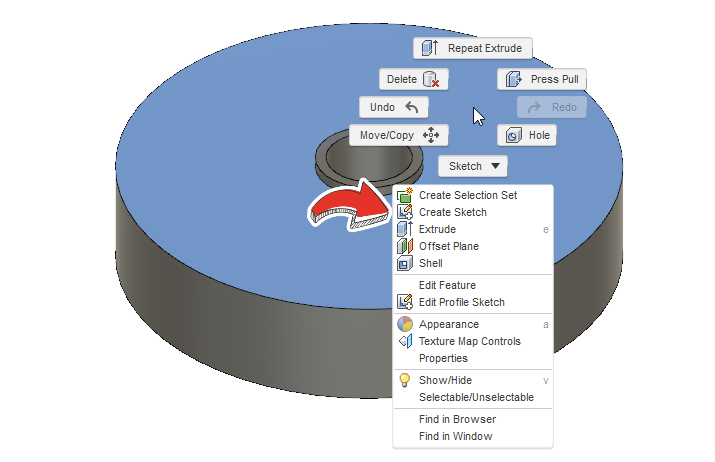 Repeat Extrude
Delete
Press Pull
Undo
Redo
Move/Copy
Hole
Sketch
Create Selection Set
Create Sketch
Extrude e
Offset Plane
Shell
Edit Feature
Edit Profile Sketch
Appearance a
Texture Map Controls
Properties
Show/Hide v
Selectable/Unselectable
Find in Browser
Find in Window